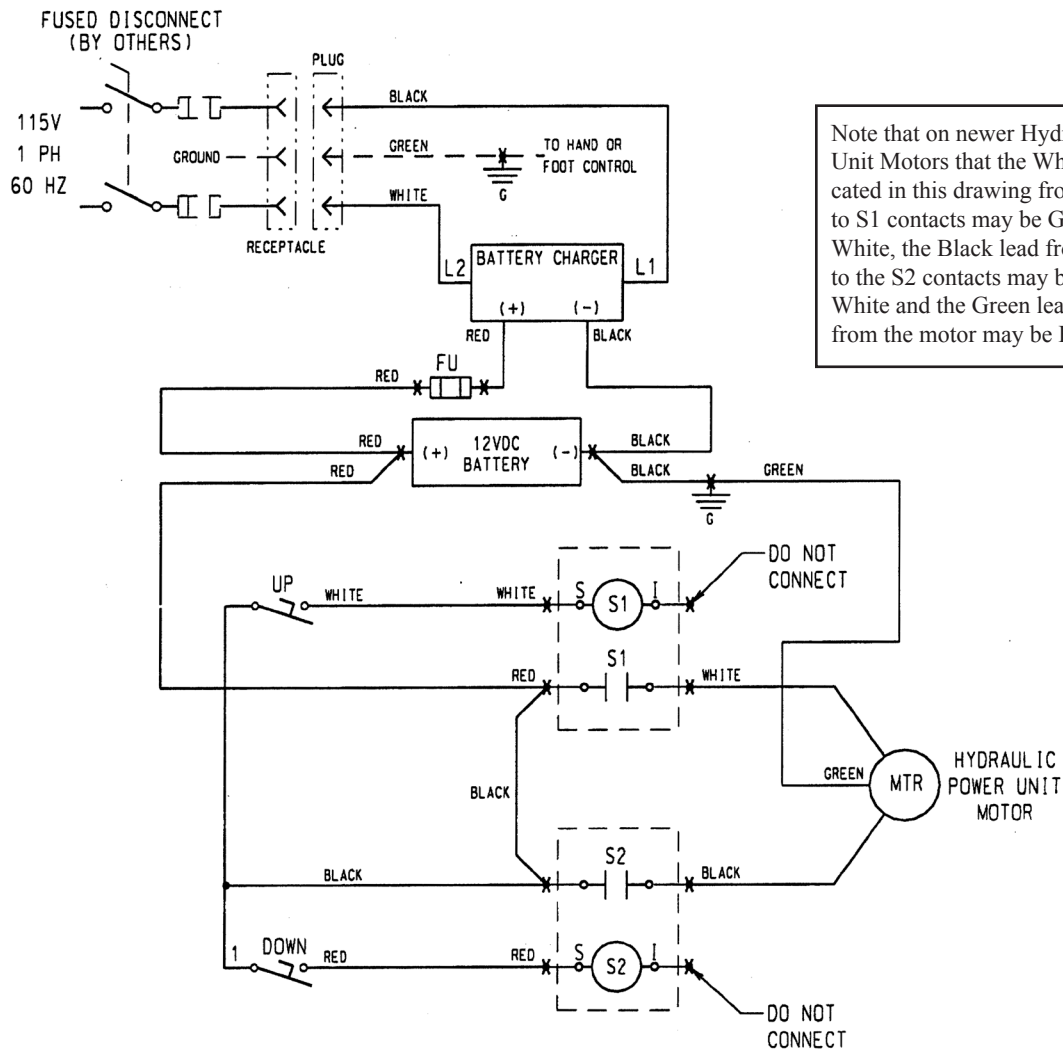 FUSED DISCONNECT
(BY OTHERS)
PLUG
BLACK
115V
1 PH
60 HZ
GROUND
GREEN
TO HAND OR
FOOT CONTROL
G
WHITE
RECEPTACLE
L2
BATTERY CHARGER
L1
(+)
(-)
RED
BLACK
FU
RED
RED
(+)
12VDC
BATTERY
(-)
BLACK
RED
BLACK
GREEN
G
DO NOT
CONNECT
UP
WHITE
WHITE
S
S1
I
S1
RED
WHITE
BLACK
GREEN
MTR
HYDRAULIC
POWER UNIT
MOTOR
S2
BLACK
BLACK
1
DOWN
RED
RED
S
S2
I
DO NOT
CONNECT
Note that on newer
Unit Motors that the
cated in this drawing
to S1 contacts may be
White, the Black lead
to the S2 contacts may
White and the Green
from the motor may be